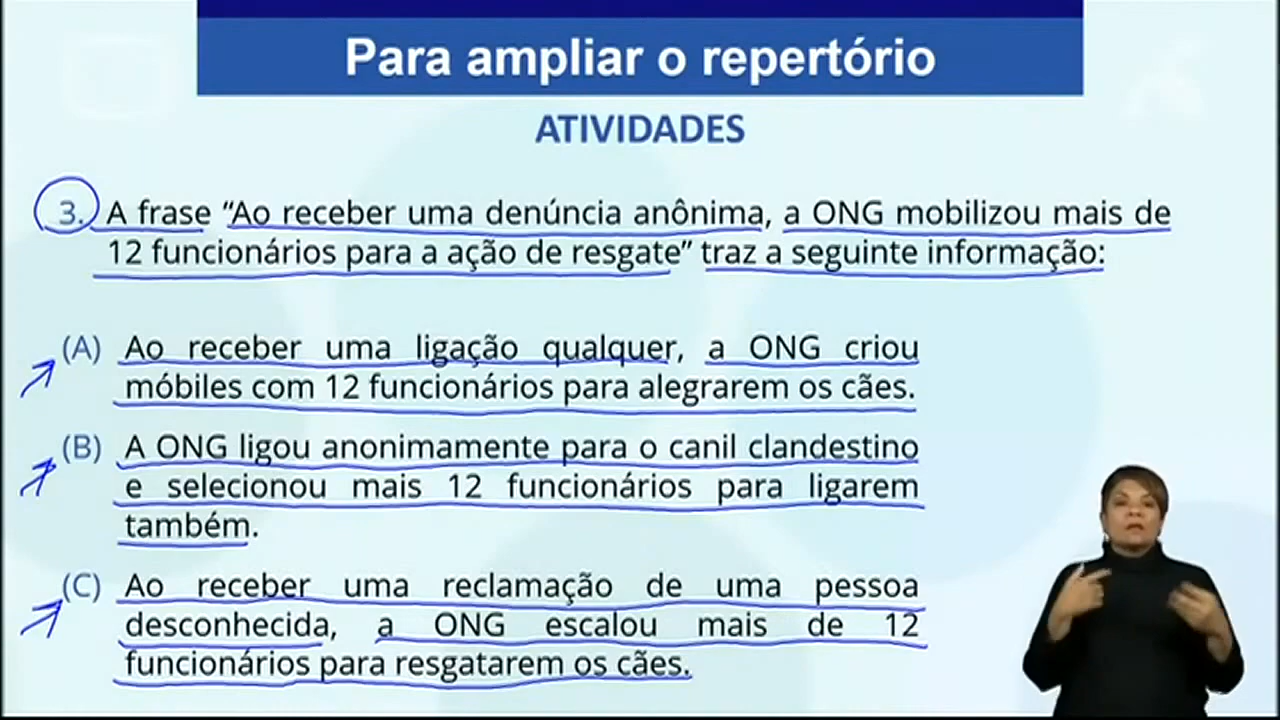 Para ampliar o repertório
ATIVIDADES
3. A frase “Ao receber uma denúncia anônima, a ONG mobilizou mais de
12 funcionários para a ação de resgate” traz a seguinte informação:
(A) Ao receber uma ligação qualquer, a ONG criou
móbiles com 12 funcionários para alegrarem os cães.
(B) A ONG ligou anonimamente para o canil clandestino
e selecionou mais 12 funcionários para ligarem
também.
(C) Ao receber uma reclamação de uma pessoa
desconhecida, a ONG escalou mais de 12
funcionários para resgatarem os cães.